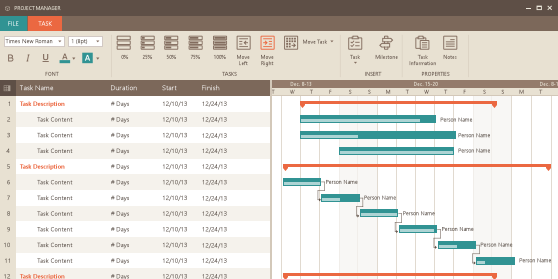 PROJECT MANAGER
FILE TASK
Times New Roman 1 (8pt)
B I U A A
0% 25% 50% 75% 100% Move Left Move Right Move Task
Task Milestone
Task Information Notes
FONT TASKS INSERT PROPERTIES
Task Name Duration Start Finish
Dec. 8-13 Dec. 15-20 Dec. 8-1
T W T F S S M T W T F S S M T
1 Task Description # Days 12/10/13 12/24/13
2 Task Content # Days 12/10/13 12/24/13 Person Name
3 Task Content # Days 12/10/13 12/24/13 Person Name
4 Task Content # Days 12/10/13 12/24/13 Person Name
5 Task Description # Days 12/10/13 12/24/13
6 Task Content # Days 12/10/13 12/24/13 Person Name
7 Task Content # Days 12/10/13 12/24/13 Person Name
8 Task Content # Days 12/10/13 12/24/13 Person Name
9 Task Content # Days 12/10/13 12/24/13 Person Name
10 Task Content # Days 12/10/13 12/24/13 Person Name
11 Task Content # Days 12/10/13 12/24/13 Person Name
12 Task Description # Days 12/10/13 12/24/13